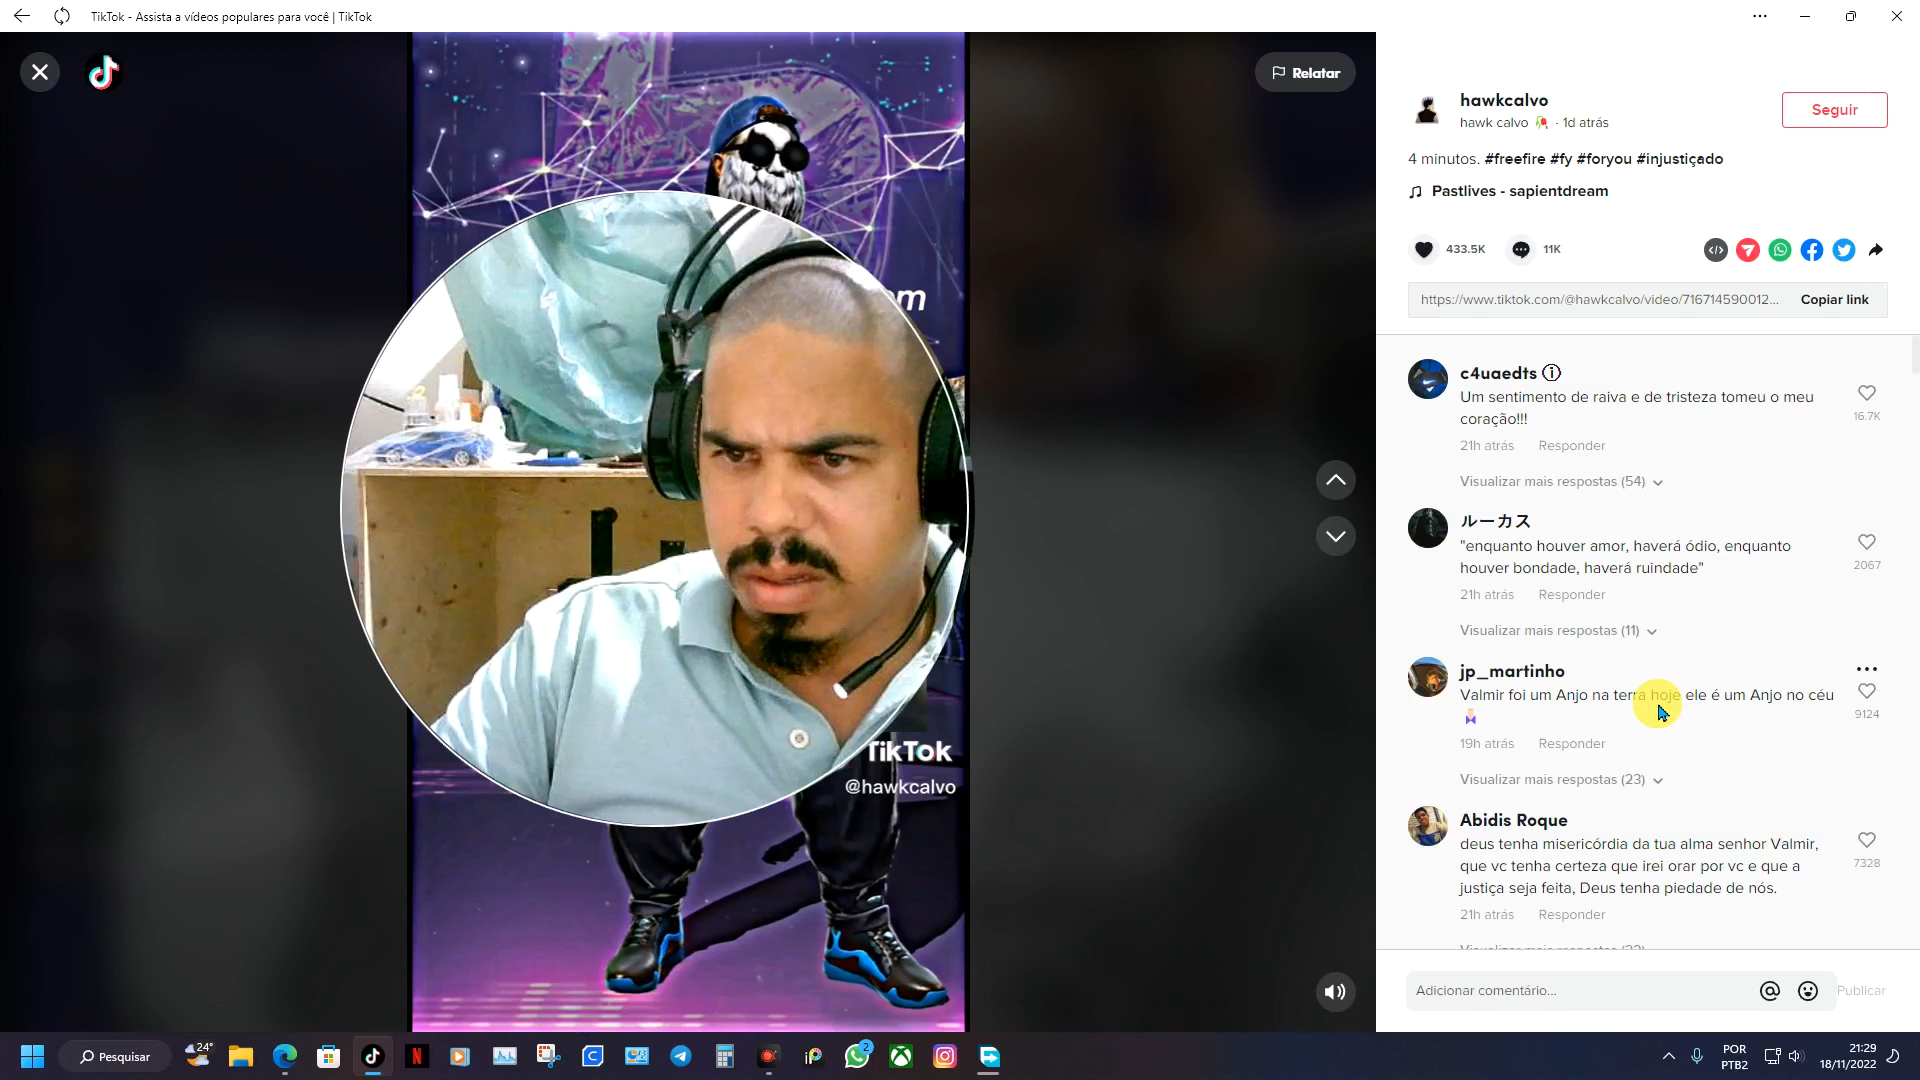 TikTok - Assista a vídeos populares para você | TikTok
Relatar
om
TikTok
@hawkcalvo
hawkcalvo
hawk calvo 🥀 · 1d atrás
Seguir
4 minutos. #freefire #fy #foryou #injustiçado
Pastlives - sapientdream
433.5K
11K
https://www.tiktok.com/@hawkcalvo/video/716714590012...
Copiar link
c4uaedts
Um sentimento de raiva e de tristeza tomeu o meu
coração!!!
16.7K
21h atrás Responder
Visualizar mais respostas (54)
ルーカス
"enquanto houver amor, haverá ódio, enquanto
houver bondade, haverá ruindade"
2067
21h atrás Responder
Visualizar mais respostas (11)
jp_martinho
Valmir foi um Anjo na terra hoje ele é um Anjo no céu
9124
19h atrás Responder
Visualizar mais respostas (23)
Abidis Roque
deus tenha misericórdia da tua alma senhor Valmir,
que vc tenha certeza que irei orar por vc e que a
justiça seja feita, Deus tenha piedade de nós.
7328
21h atrás Responder
Adicionar comentário...
Publicar
Pesquisar
24°
2
POR
PTB2
21:29
18/11/2022